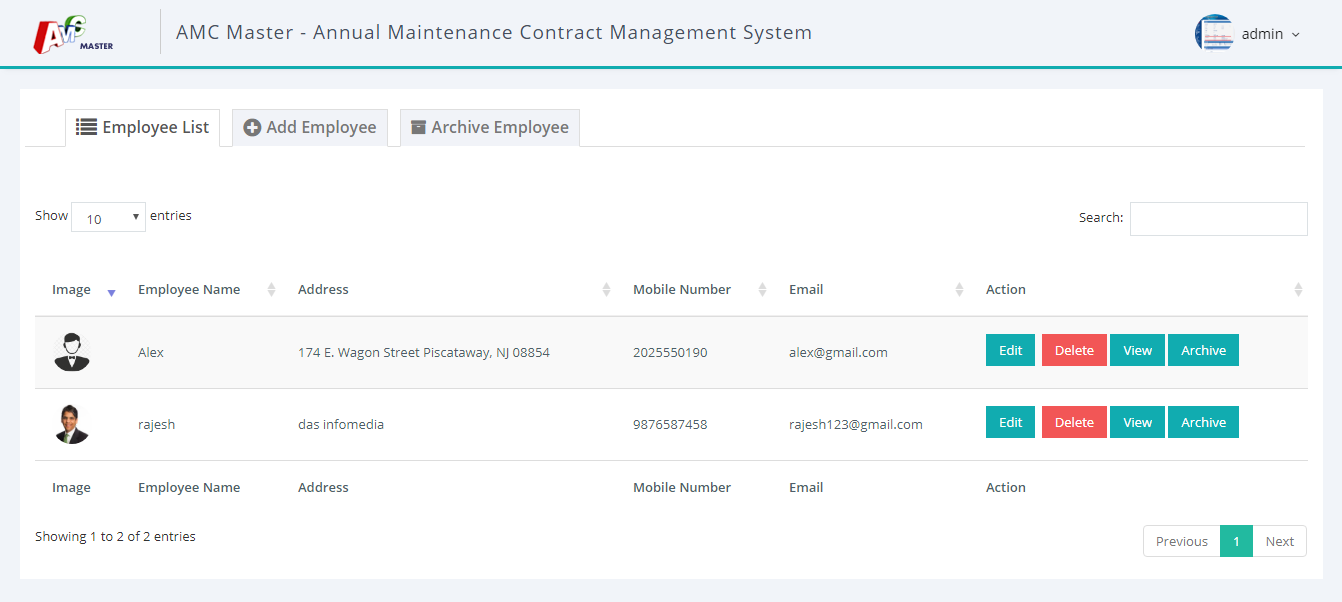 AMC MASTER AMC Master - Annual Maintenance Contract Management System admin
Employee List Add Employee Archive Employee
Show 10 entries Search:
Image Employee Name Address Mobile Number Email Action
Alex 174 E. Wagon Street Piscataway, NJ 08854 2025550190 alex@gmail.com Edit Delete View Archive
rajesh das infomedia 9876587458 rajesh123@gmail.com Edit Delete View Archive
Image Employee Name Address Mobile Number Email Action
Showing 1 to 2 of 2 entries Previous 1 Next